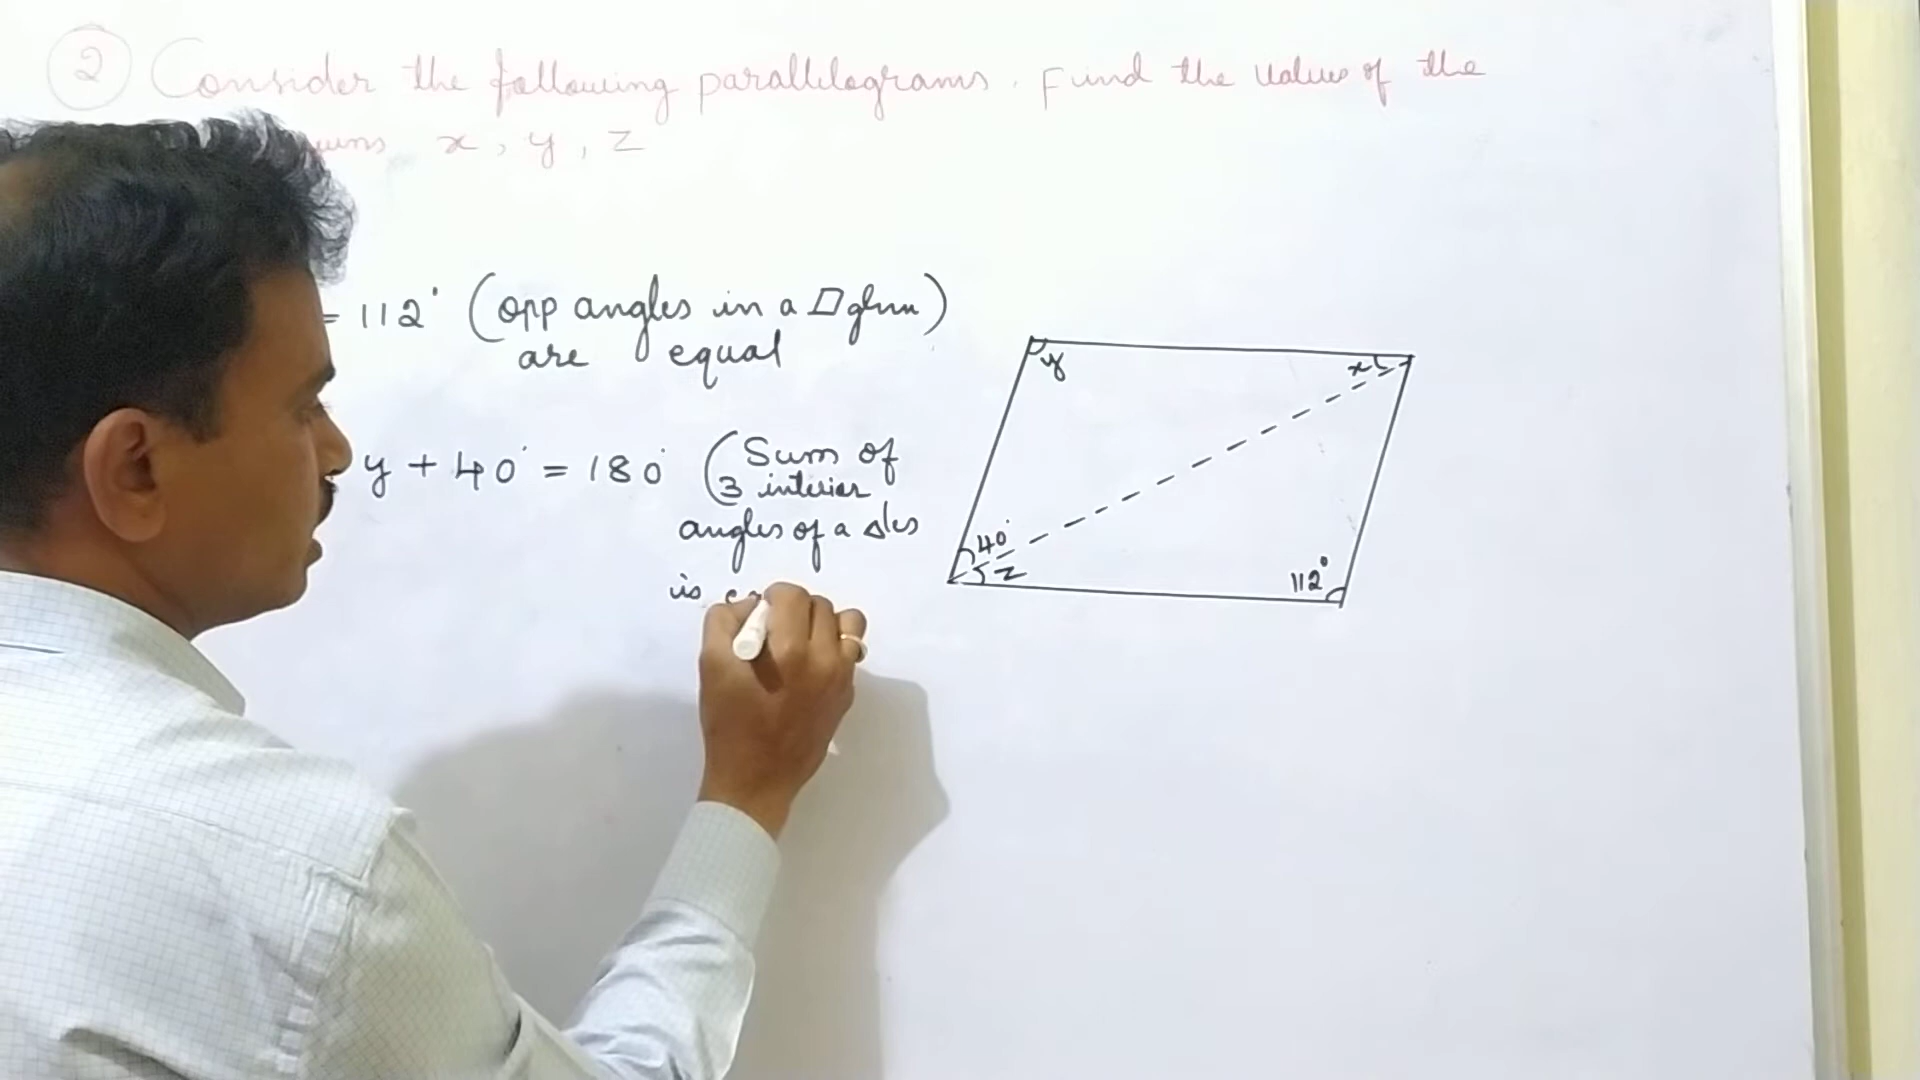 2 Consider the following parallelograms. Find the values of the
x, y, z
= 112° (opp angles in a ▱gm)
are equal
y + 40° = 180° (Sum of
3 interior
angles of a Δles
is
y
x
40°
z
112°